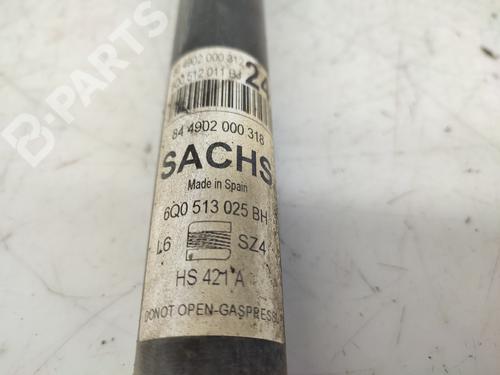 B-PARTS
84 4902 000 318
SACHS
Made in Spain
6Q0 513 025 BH
L6 SZ4
HS 421 A
DONOT OPEN-GASPRESS